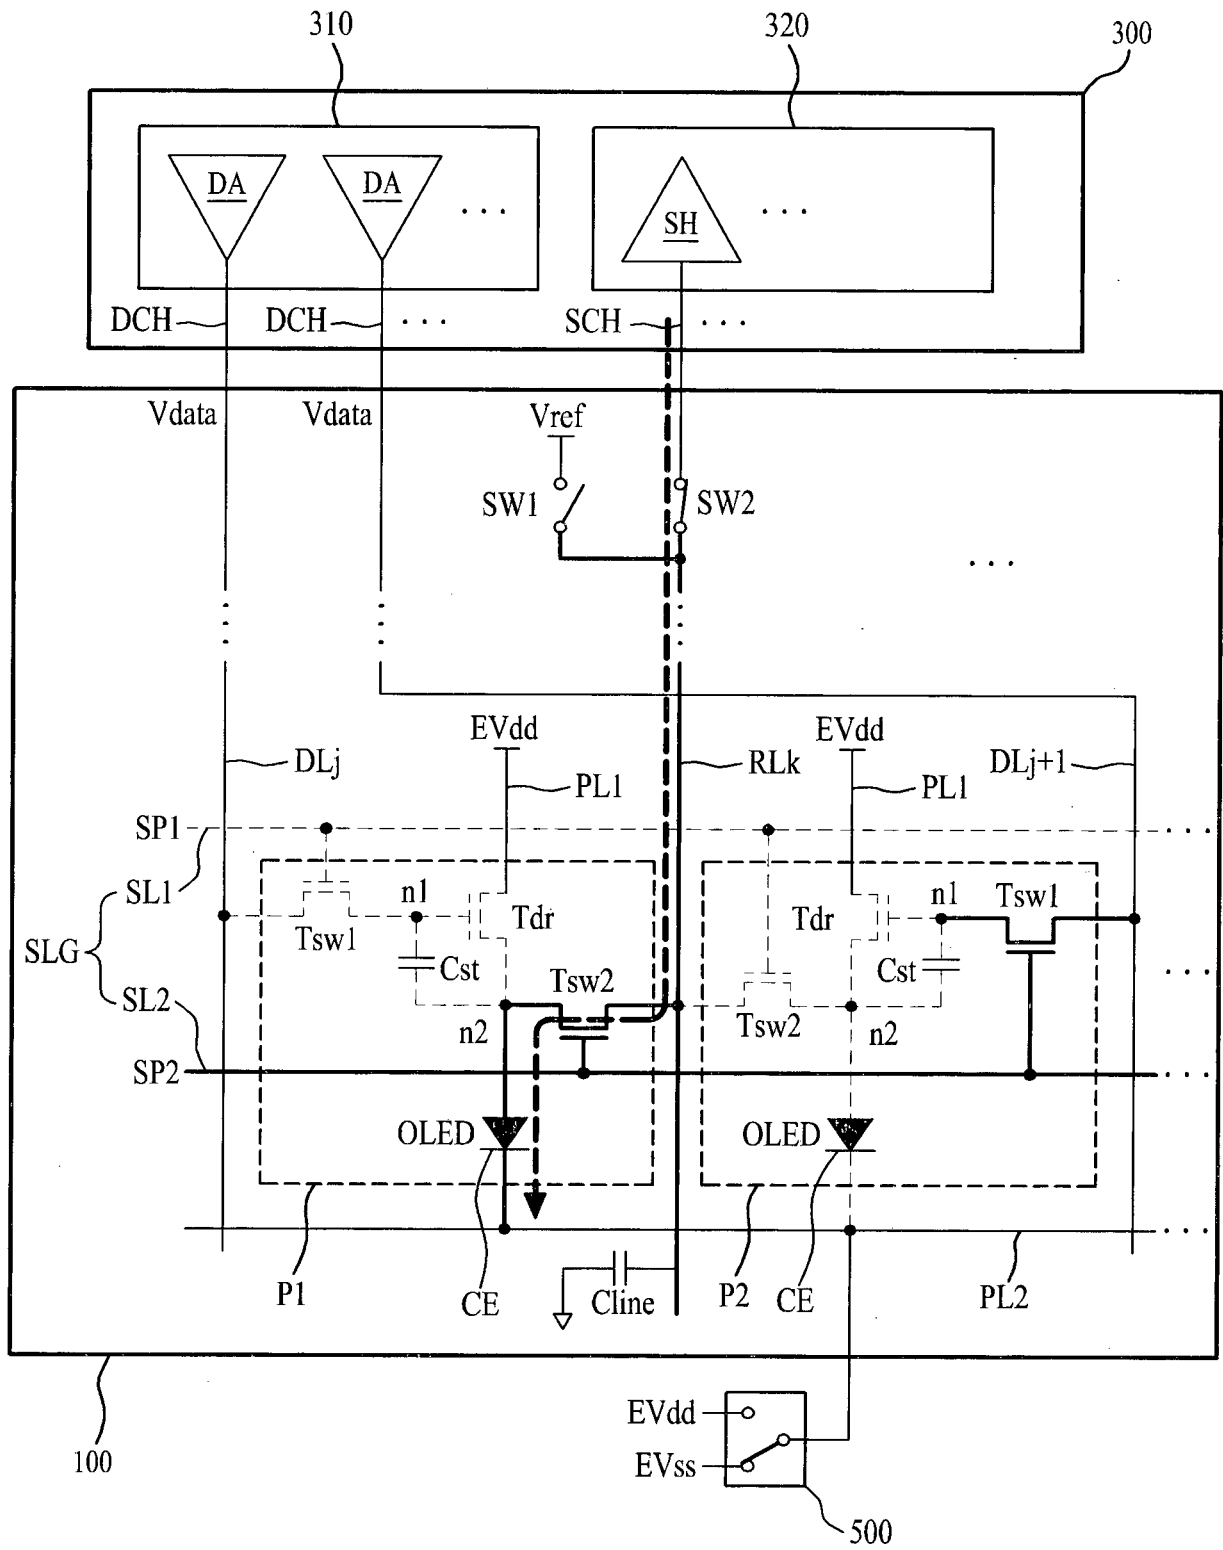 310
320
300
DA
DA
. . .
SH
. . .
DCH
DCH
. . .
SCH
. . .
Vdata
Vdata
Vref
SW1
SW2
. . .
EVdd
EVdd
DLj
PL1
RLk
PL1
DLj+1
SP1
. . . .
SL1
n1
Tdr
Tdr
n1
Tsw1
Tsw1
SLG
Cst
Cst
. . . .
SL2
Tsw2
Tsw2
n2
n2
SP2
. . . .
OLED
OLED
. . . .
P1
CE
Cline
P2
CE
PL2
EVdd
EVss
100
500